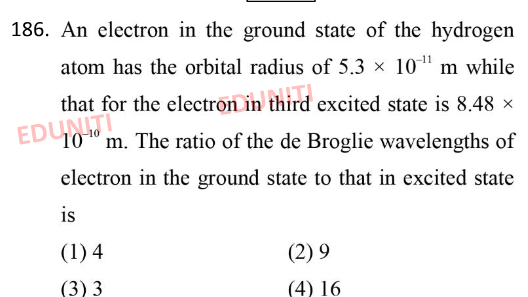 186. An electron in the ground state of the hydrogen
atom has the orbital radius of 5.3 × 10⁻¹¹ m while
that for the electron in third excited state is 8.48 ×
10⁻¹⁰ m. The ratio of the de Broglie wavelengths of
electron in the ground state to that in excited state
is
(1) 4 (2) 9
(3) 3 (4) 16
EDUNITI
EDUNITI